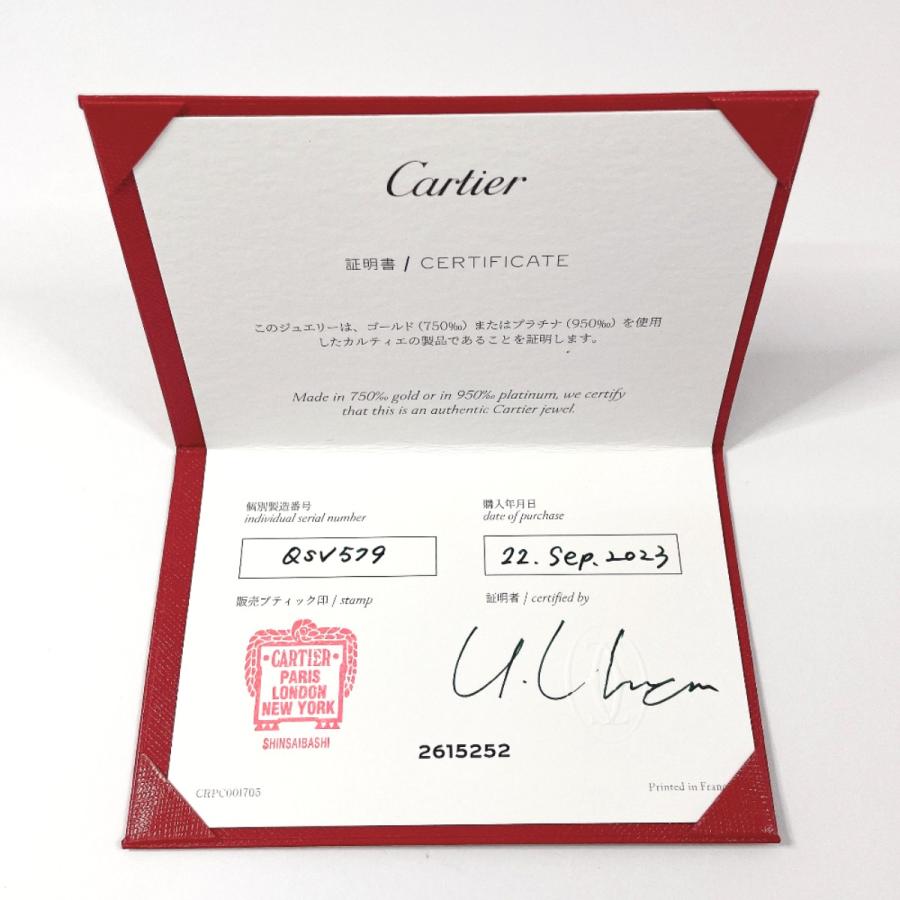 Cartier
証明書 / CERTIFICATE
このジュエリーは、ゴールド（750‰）またはプラチナ（950‰）を使用
したカルティエの製品であることを証明します。
Made in 750‰ gold or in 950‰ platinum, we certify
that this is an authentic Cartier jewel.
個別製造番号
individual serial number
QSV579
購入年月日
date of purchase
22. Sep. 2023
販売ブティック印 / stamp
証明者 / certified by
CARTIER
PARIS
LONDON
NEW YORK
SHINSAIBASHI
2615252
CRPC001705
Printed in Franc